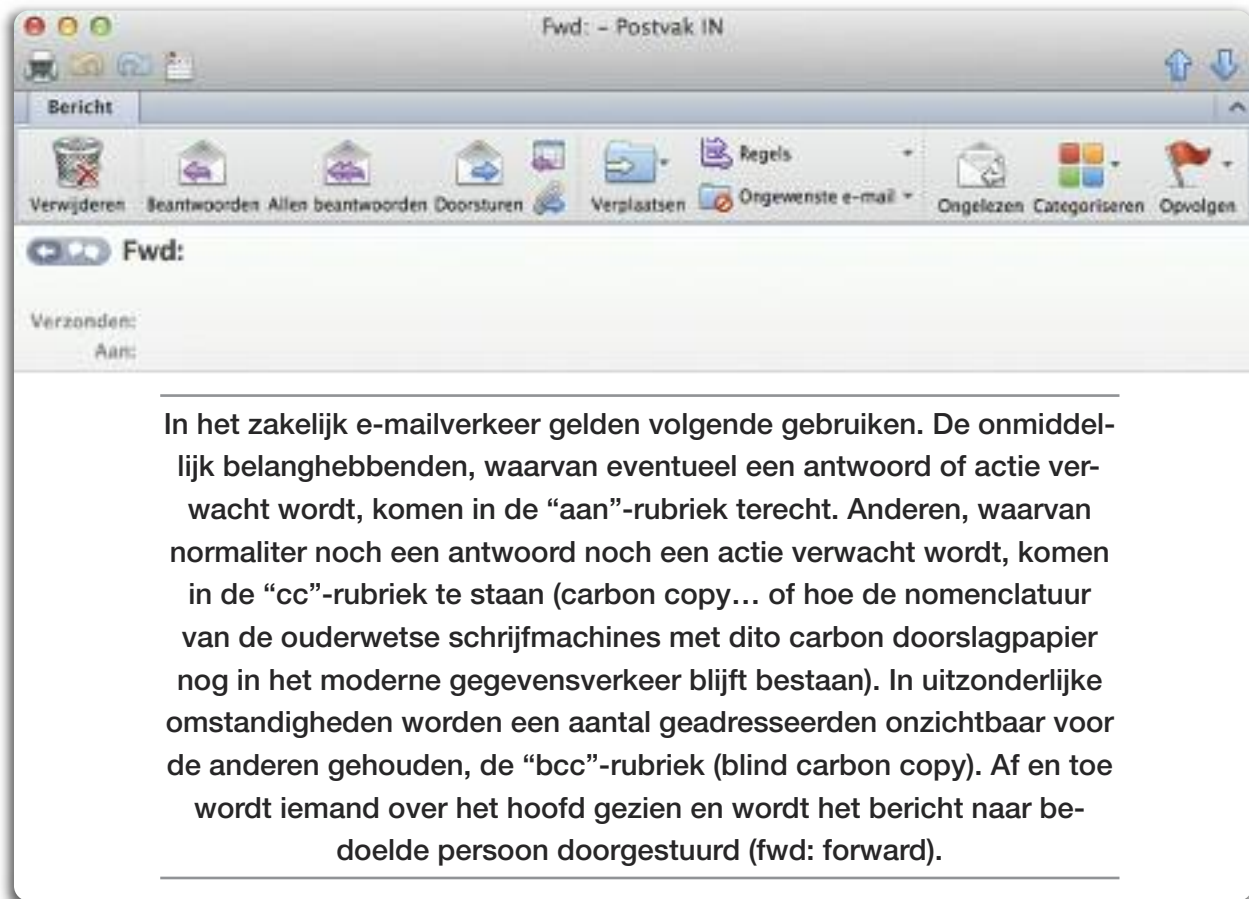 Fwd: – Postvak IN
Bericht
Verwijderen Beantwoorden Allen beantwoorden Doorsturen Verplaatsen Regels Ongewenste e-mail Ongelezen Categoriseren Opvolgen
Fwd:
Verzonden:
Aan:
In het zakelijk e-mailverkeer gelden volgende gebruiken. De onmiddel-
lijk belanghebbenden, waarvan eventueel een antwoord of actie ver-
wacht wordt, komen in de “aan”-rubriek terecht. Anderen, waarvan
normaliter noch een antwoord noch een actie verwacht wordt, komen
in de “cc”-rubriek te staan (carbon copy… of hoe de nomenclatuur
van de ouderwetse schrijfmachines met dito carbon doorslagpapier
nog in het moderne gegevensverkeer blijft bestaan). In uitzonderlijke
omstandigheden worden een aantal geadresseerden onzichtbaar voor
de anderen gehouden, de “bcc”-rubriek (blind carbon copy). Af en toe
wordt iemand over het hoofd gezien en wordt het bericht naar be-
doelde persoon doorgestuurd (fwd: forward).